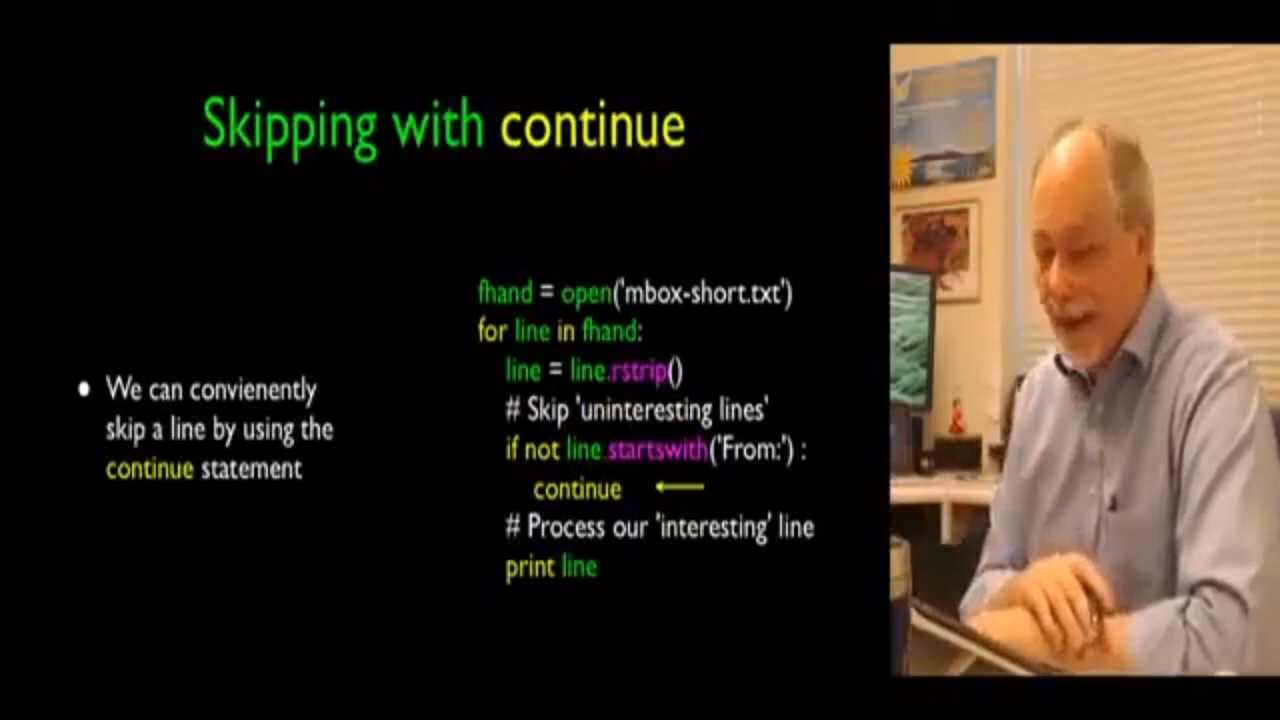 Skipping with continue
• We can convienently
skip a line by using the
continue statement
fhand = open('mbox-short.txt')
for line in fhand:
line = line.rstrip()
# Skip 'uninteresting lines'
if not line.startswith('From:') :
continue
# Process our 'interesting' line
print line